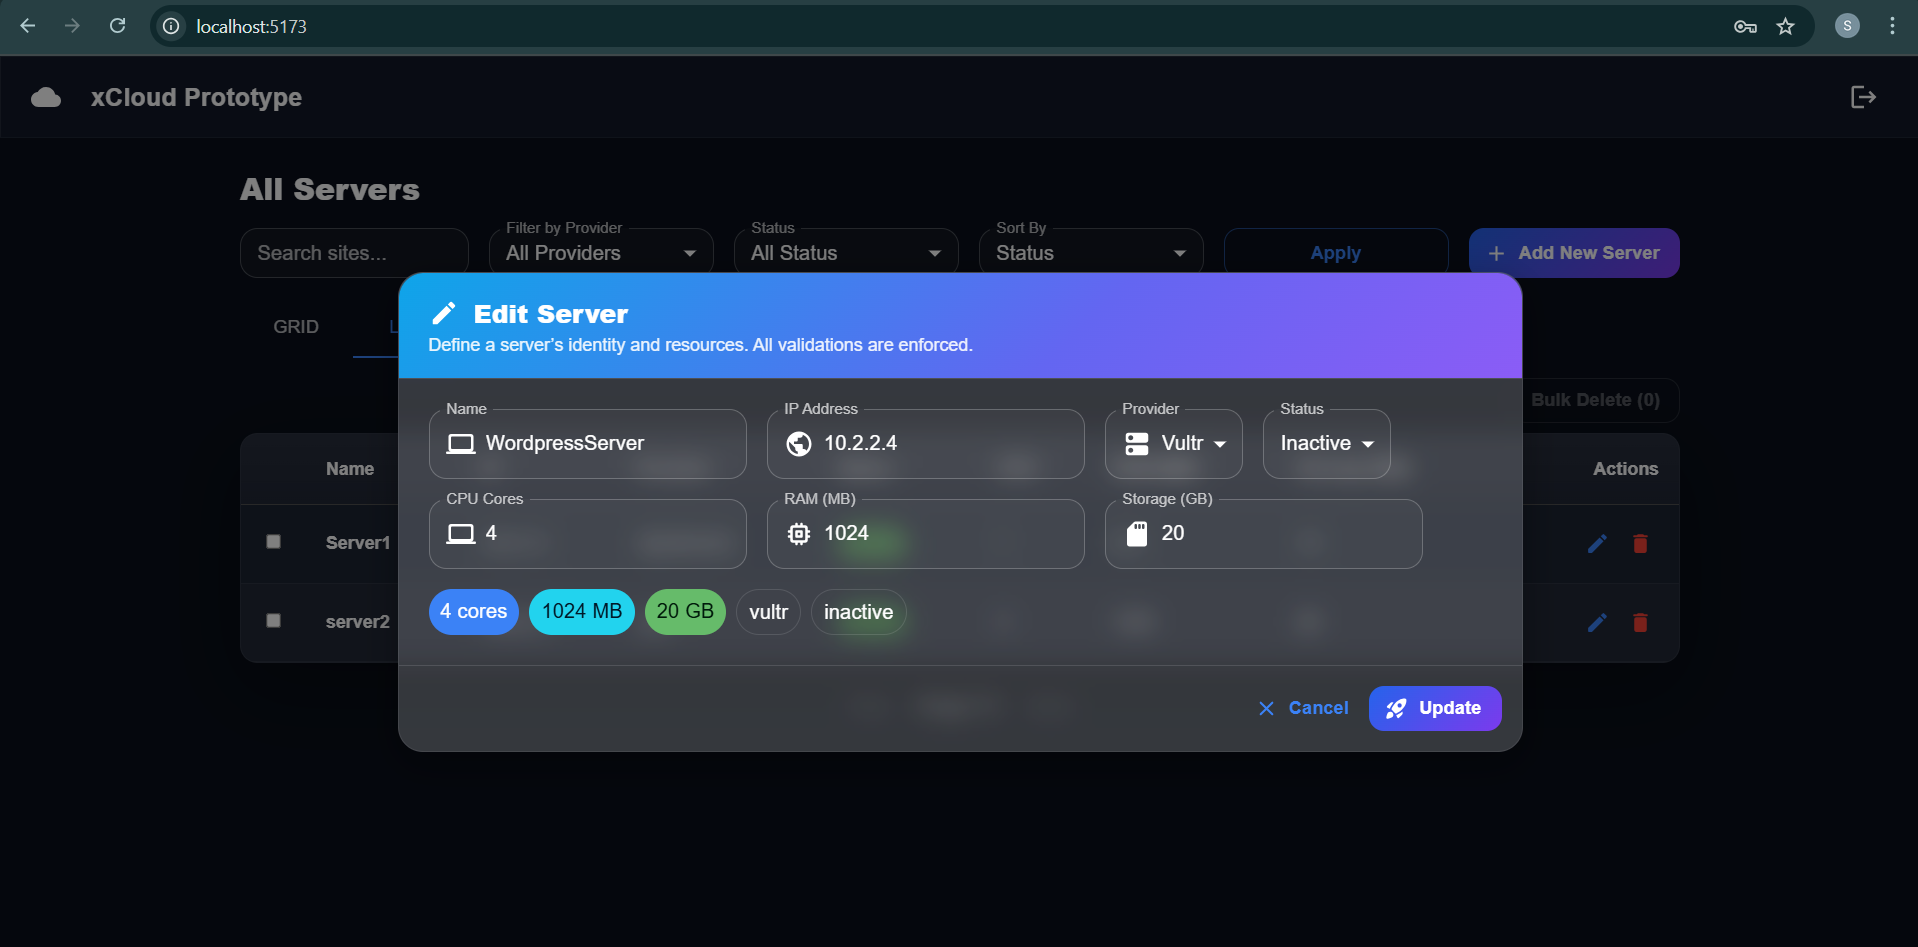 localhost:5173
S
xCloud Prototype
All Servers
Filter by Provider
Status
Sort By
Search sites...
All Providers
All Status
Status
Apply
Add New Server
GRID
L
Edit Server
Define a server's identity and resources. All validations are enforced.
Bulk Delete (0)
Name
IP Address
Provider
Status
WordpressServer
10.2.2.4
Vultr
Inactive
Name
Actions
CPU Cores
RAM (MB)
Storage (GB)
4
1024
20
Server1
4 cores
1024 MB
20 GB
vultr
inactive
server2
Cancel
Update